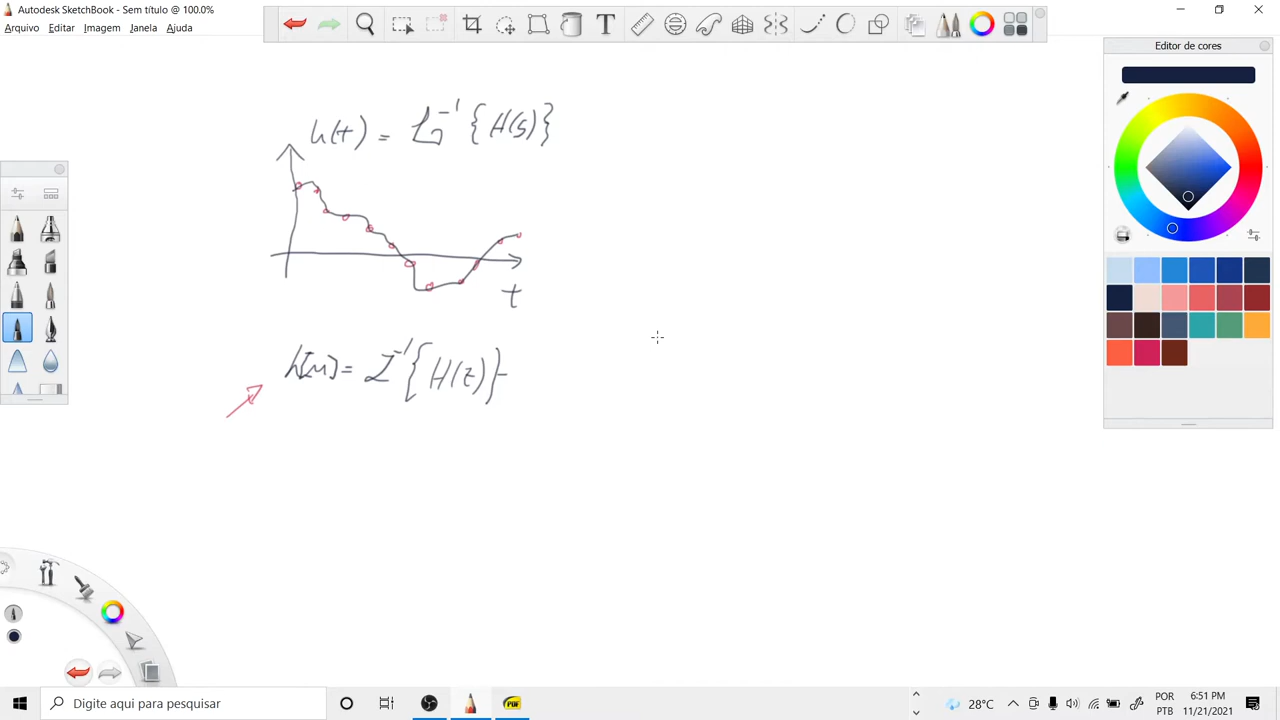 Autodesk SketchBook - Sem título @ 100.0%
Arquivo Editar Imagem Janela Ajuda
T
Editor de cores
h(t) = L⁻¹{H(s)}
t
h[n] = Z⁻¹{H(z)} -
PDF
Digite aqui para pesquisar
28°C
POR
PTB
6:51 PM
11/21/2021